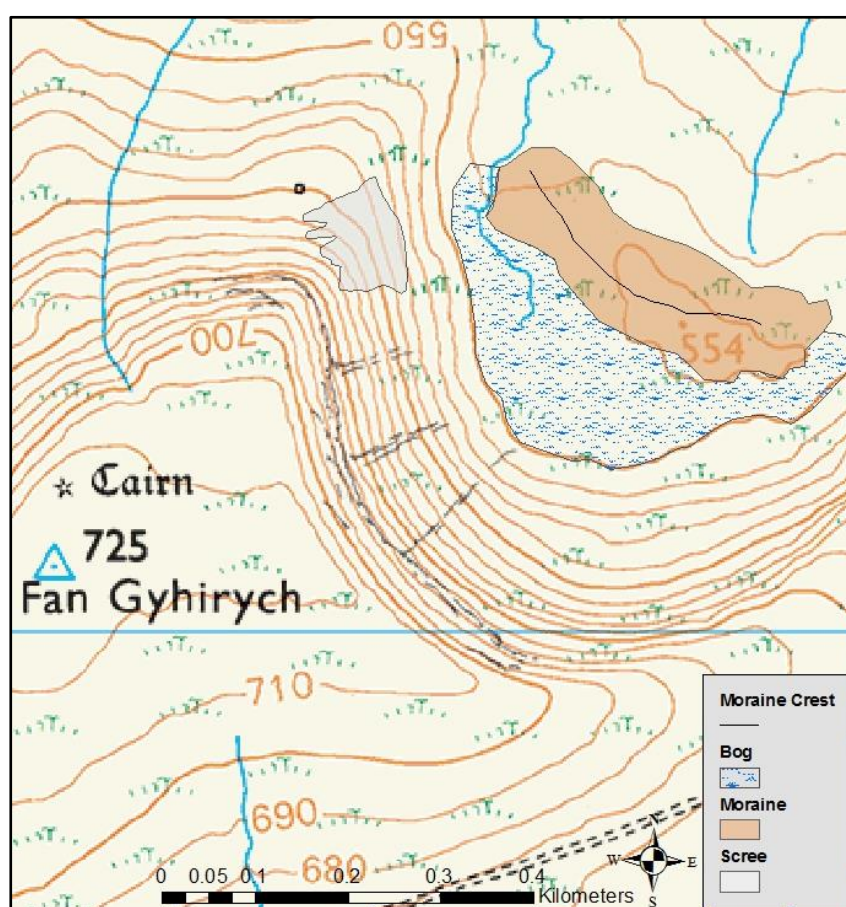 550
700
554
Cairn
725
Fan Gyhirych
710
690
680
Moraine Crest
Bog
Moraine
Scree
N
W E
S
0 0.05 0.1 0.2 0.3 0.4
Kilometers